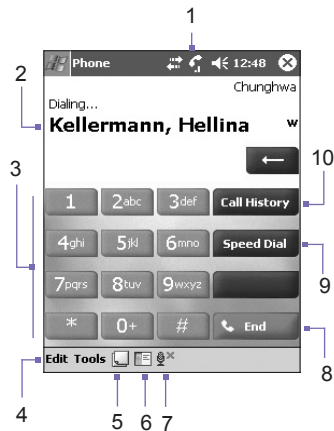 1
Phone 12:48
2
Chunghwa
Dialing...
Kellermann, Hellina w
3
10
1 2abc 3def Call History
4ghi 5jkl 6mno Speed Dial
9
7pqrs 8tuv 9wxyz
* 0+ # End
8
Edit Tools
4
5 6 7